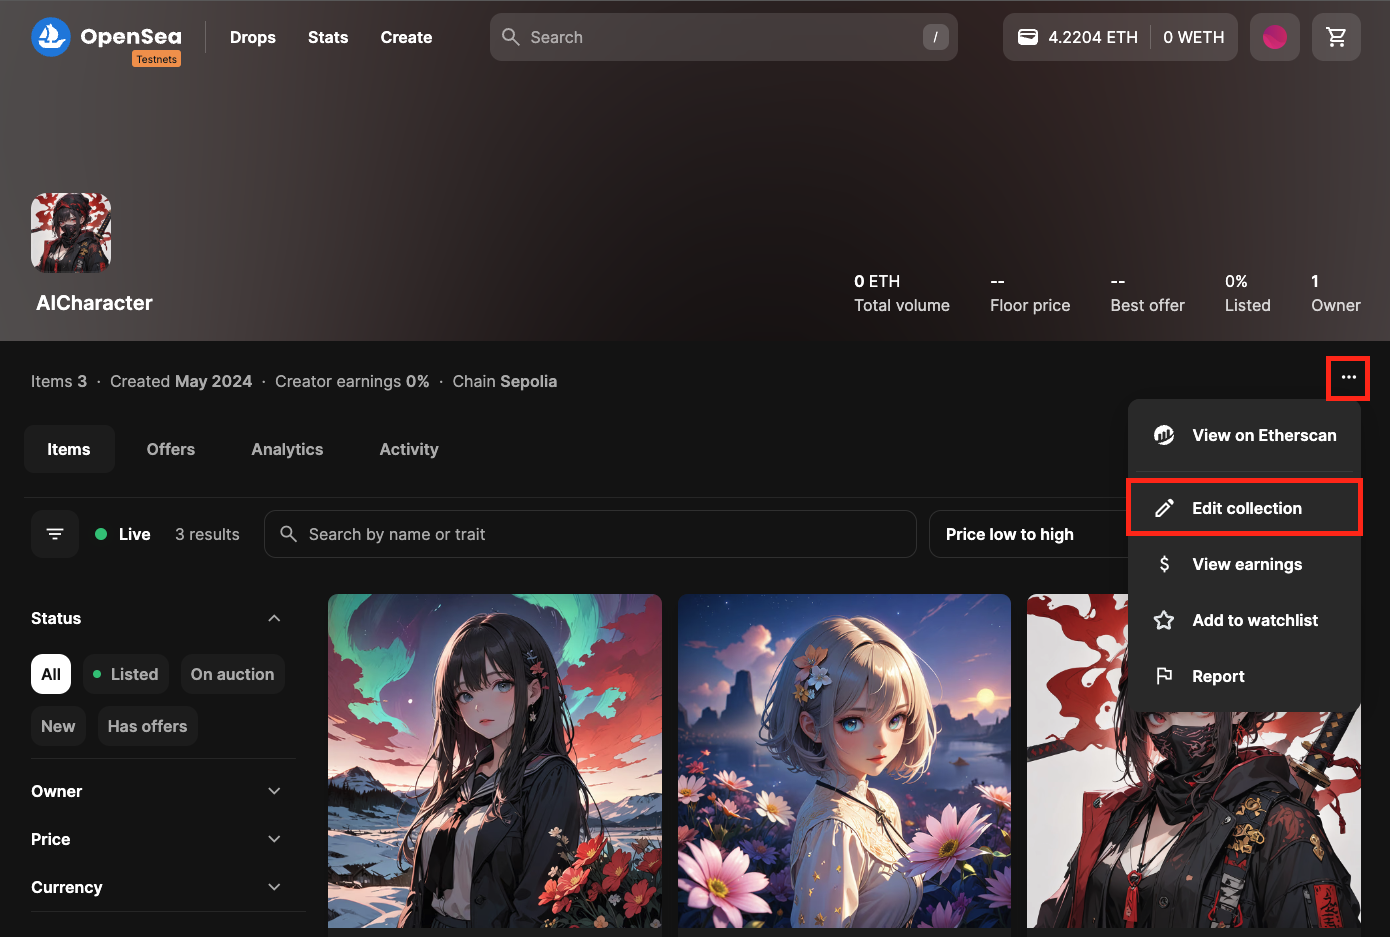 OpenSea
Testnets
Drops
Stats
Create
Search
/
4.2204 ETH
0 WETH
AICharacter
0 ETH
Total volume
--
Floor price
--
Best offer
0%
Listed
1
Owner
Items 3 · Created May 2024 · Creator earnings 0% · Chain Sepolia
···
View on Etherscan
Edit collection
View earnings
Add to watchlist
Report
Items
Offers
Analytics
Activity
Live
3 results
Search by name or trait
Price low to high
Status
All
Listed
On auction
New
Has offers
Owner
Price
Currency